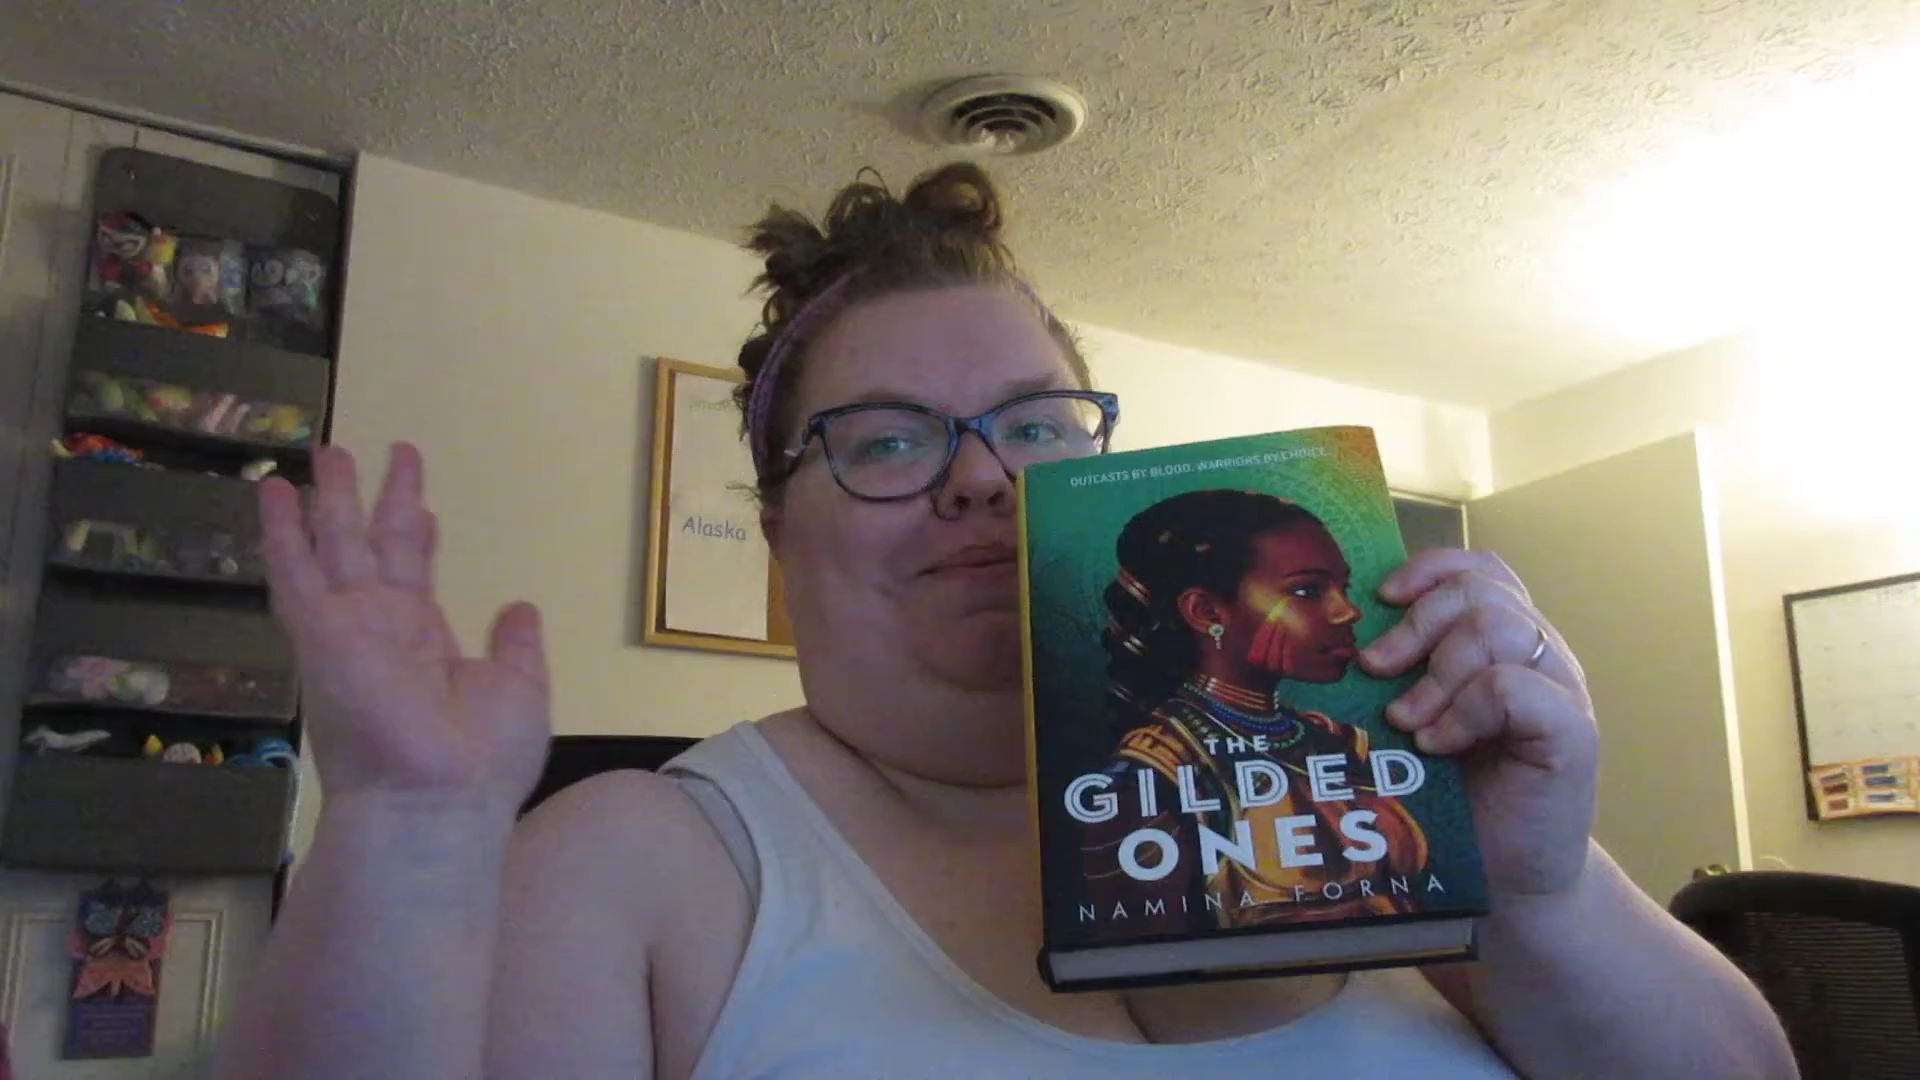 Alaska
OUTCASTS BY BLOOD. WARRIORS BY CHOICE.
THE
GILDED
ONES
NAMINA FORNA